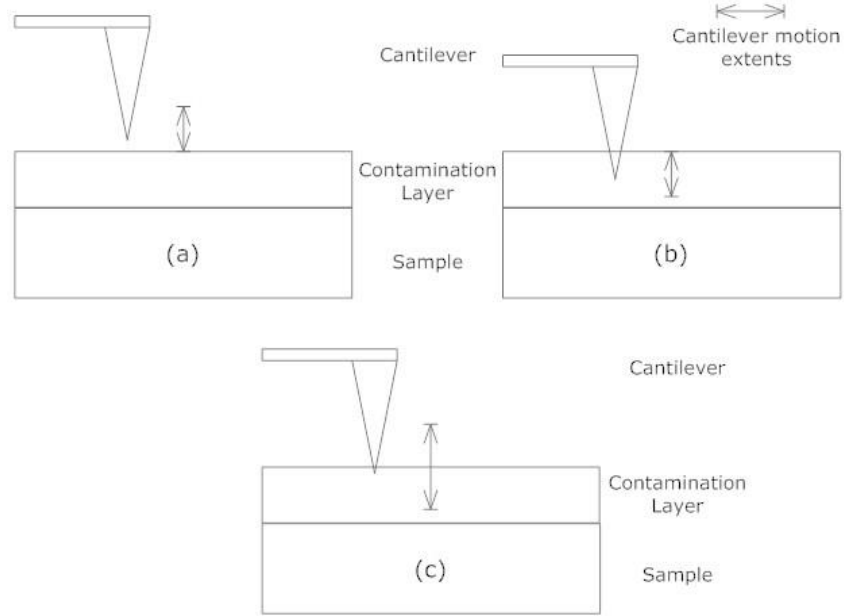 Cantilever motion
extents
Cantilever
Contamination
Layer
(a)
(b)
Sample
Cantilever
Contamination
Layer
(c)
Sample